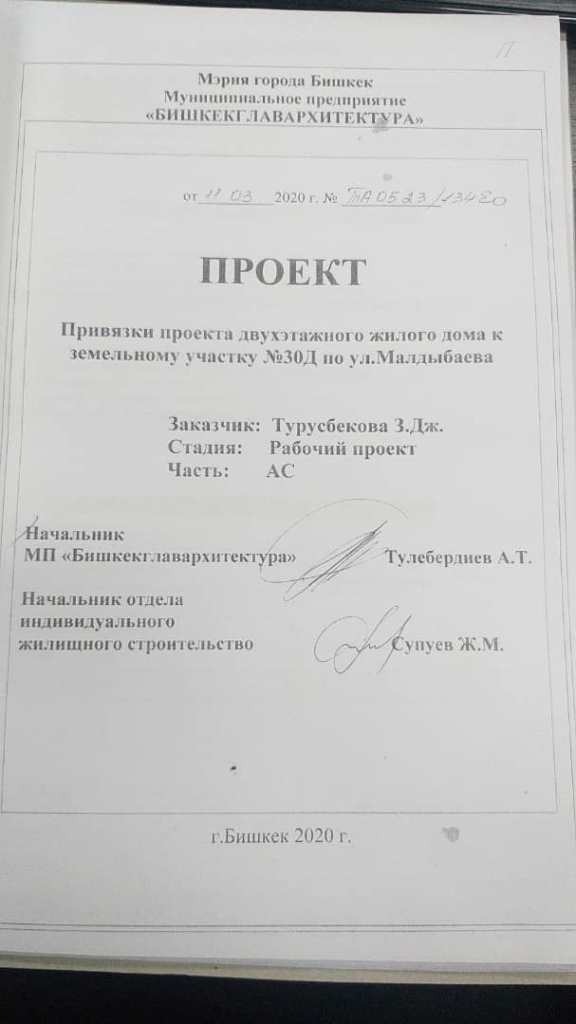 П
Мэрия города Бишкек
Муниципальное предприятие
«БИШКЕКГЛАВАРХИТЕКТУРА»
от 11 03 2020 г. №
ПРОЕКТ
Привязки проекта двухэтажного жилого дома к
земельному участку №30Д по ул.Малдыбаева
Заказчик: Турусбекова З.Дж.
Стадия: Рабочий проект
Часть: АС
Начальник
МП «Бишкекглавархитектура» Тулебердиев А.Т.
Начальник отдела
индивидуального
жилищного строительство Супуев Ж.М.
г.Бишкек 2020 г.